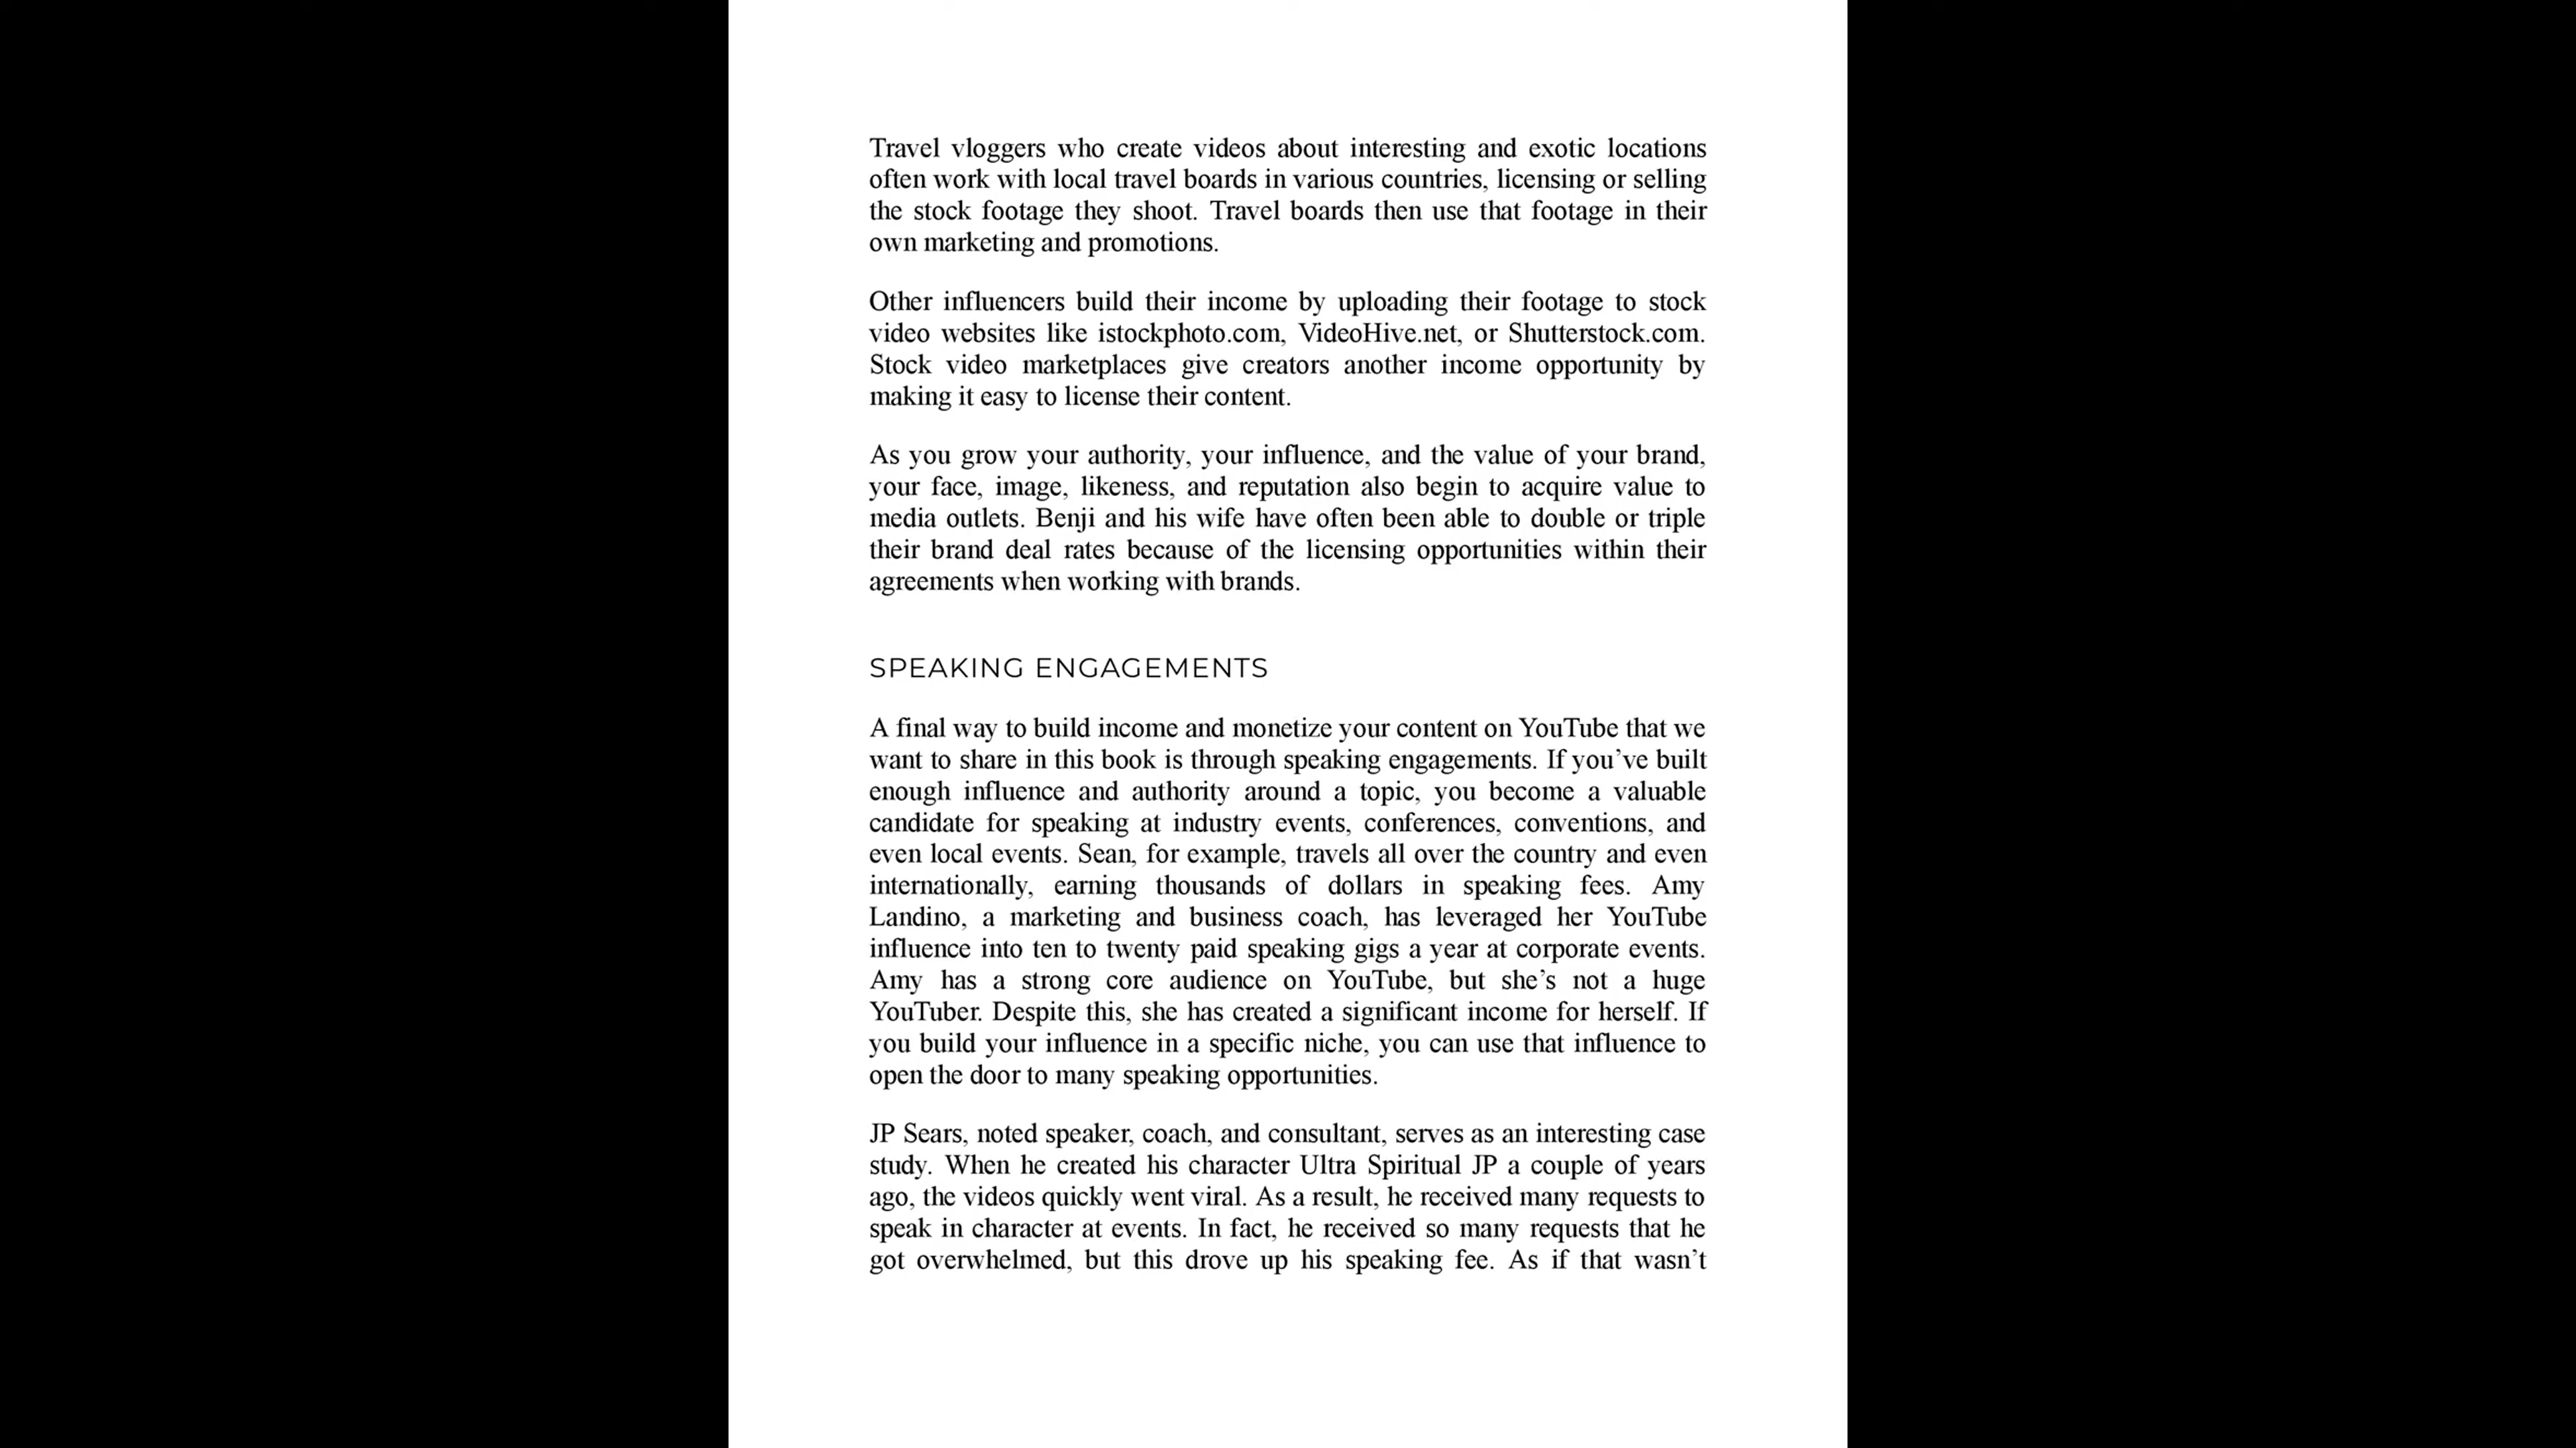 Travel vloggers who create videos about interesting and exotic locations
often work with local travel boards in various countries, licensing or selling
the stock footage they shoot. Travel boards then use that footage in their
own marketing and promotions.
Other influencers build their income by uploading their footage to stock
video websites like istockphoto.com, VideoHive.net, or Shutterstock.com.
Stock video marketplaces give creators another income opportunity by
making it easy to license their content.
As you grow your authority, your influence, and the value of your brand,
your face, image, likeness, and reputation also begin to acquire value to
media outlets. Benji and his wife have often been able to double or triple
their brand deal rates because of the licensing opportunities within their
agreements when working with brands.
SPEAKING ENGAGEMENTS
A final way to build income and monetize your content on YouTube that we
want to share in this book is through speaking engagements. If you’ve built
enough influence and authority around a topic, you become a valuable
candidate for speaking at industry events, conferences, conventions, and
even local events. Sean, for example, travels all over the country and even
internationally, earning thousands of dollars in speaking fees. Amy
Landino, a marketing and business coach, has leveraged her YouTube
influence into ten to twenty paid speaking gigs a year at corporate events.
Amy has a strong core audience on YouTube, but she’s not a huge
YouTuber. Despite this, she has created a significant income for herself. If
you build your influence in a specific niche, you can use that influence to
open the door to many speaking opportunities.
JP Sears, noted speaker, coach, and consultant, serves as an interesting case
study. When he created his character Ultra Spiritual JP a couple of years
ago, the videos quickly went viral. As a result, he received many requests to
speak in character at events. In fact, he received so many requests that he
got overwhelmed, but this drove up his speaking fee. As if that wasn’t